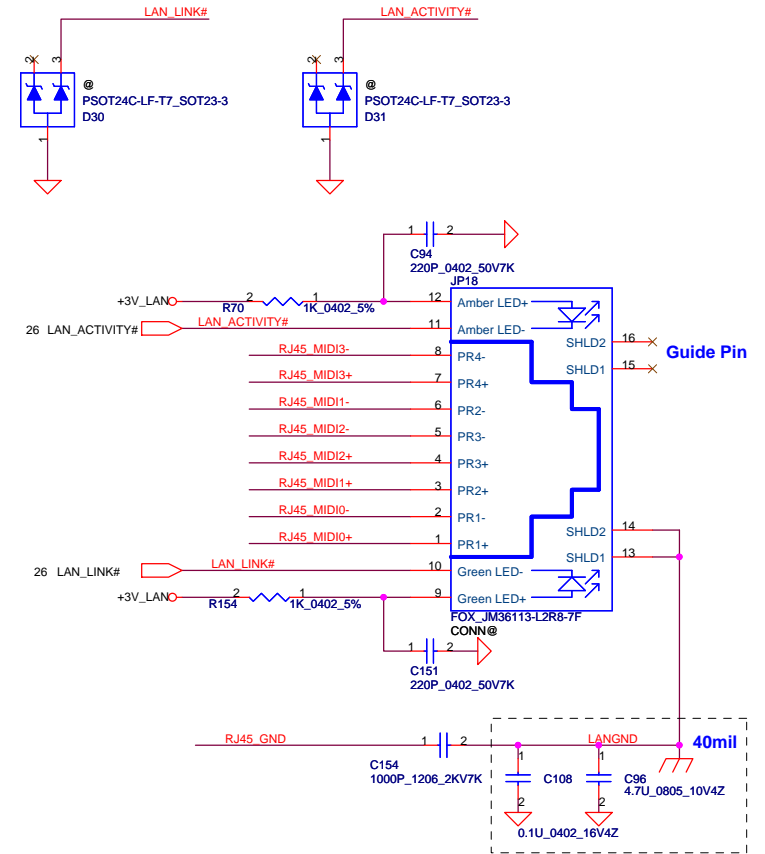 LAN_LINK#
LAN_ACTIVITY#
2 3
@
PSOT24C-LF-T7_SOT23-3
D30
1
2 3
@
PSOT24C-LF-T7_SOT23-3
D31
1
1 2
C94
220P_0402_50V7K
JP18
+3V_LAN
2 1
R70
1K_0402_5%
12
Amber LED+
26 LAN_ACTIVITY#
LAN_ACTIVITY#
11
Amber LED-
RJ45_MIDI3-
8
PR4-
RJ45_MIDI3+
7
PR4+
RJ45_MIDI1-
6
PR2-
RJ45_MIDI2-
5
PR3-
RJ45_MIDI2+
4
PR3+
RJ45_MIDI1+
3
PR2+
RJ45_MIDI0-
2
PR1-
RJ45_MIDI0+
1
PR1+
26 LAN_LINK#
LAN_LINK#
10
Green LED-
+3V_LAN
2 1
R154
1K_0402_5%
9
Green LED+
SHLD2
16
SHLD1
15
Guide Pin
SHLD2
14
SHLD1
13
FOX_JM36113-L2R8-7F
CONN@
1 2
C151
220P_0402_50V7K
RJ45_GND
1 2
C154
1000P_1206_2KV7K
LANGND
40mil
1
2
C108
0.1U_0402_16V4Z
1
2
C96
4.7U_0805_10V4Z